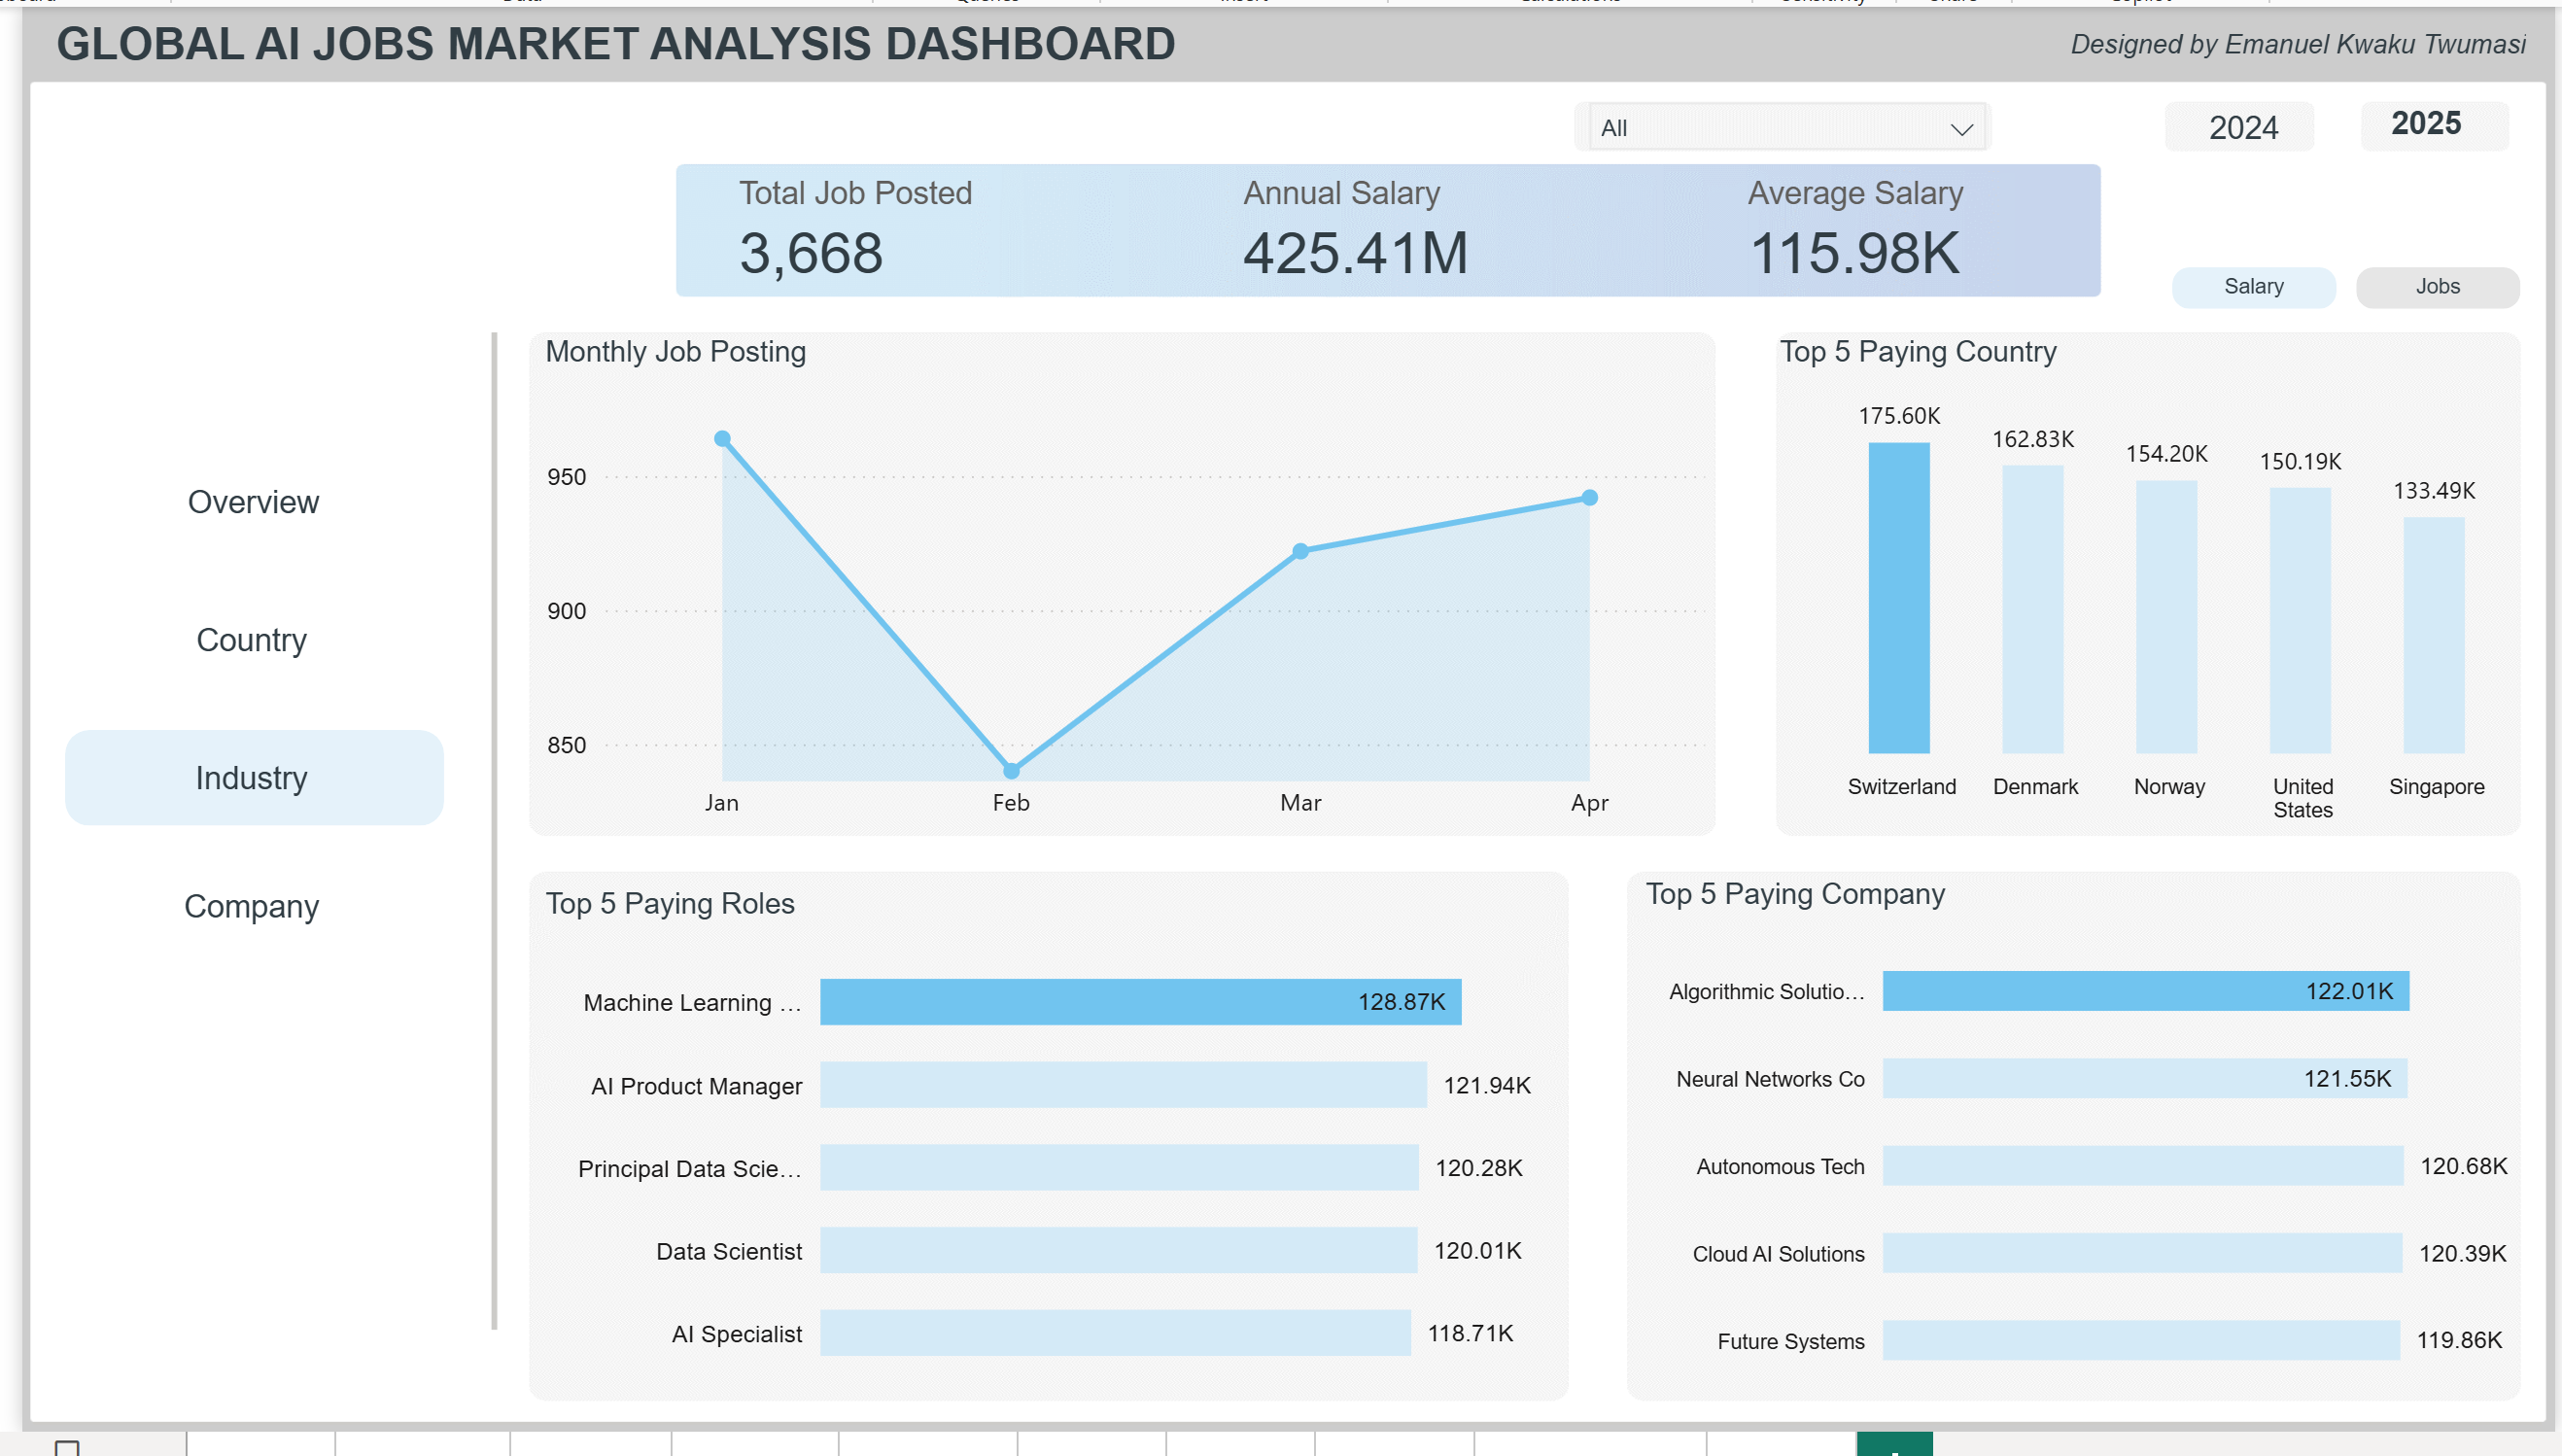 GLOBAL AI JOBS MARKET ANALYSIS DASHBOARD
Designed by Emanuel Kwaku Twumasi
All
2024
2025
Total Job Posted
3,668
Annual Salary
425.41M
Average Salary
115.98K
Salary
Jobs
Overview
Country
Industry
Company
Monthly Job Posting
950
900
850
Jan
Feb
Mar
Apr
Top 5 Paying Country
175.60K
162.83K
154.20K
150.19K
133.49K
Switzerland
Denmark
Norway
United
States
Singapore
Top 5 Paying Roles
Machine Learning ...
128.87K
AI Product Manager
121.94K
Principal Data Scie...
120.28K
Data Scientist
120.01K
AI Specialist
118.71K
Top 5 Paying Company
Algorithmic Solutio...
122.01K
Neural Networks Co
121.55K
Autonomous Tech
120.68K
Cloud AI Solutions
120.39K
Future Systems
119.86K